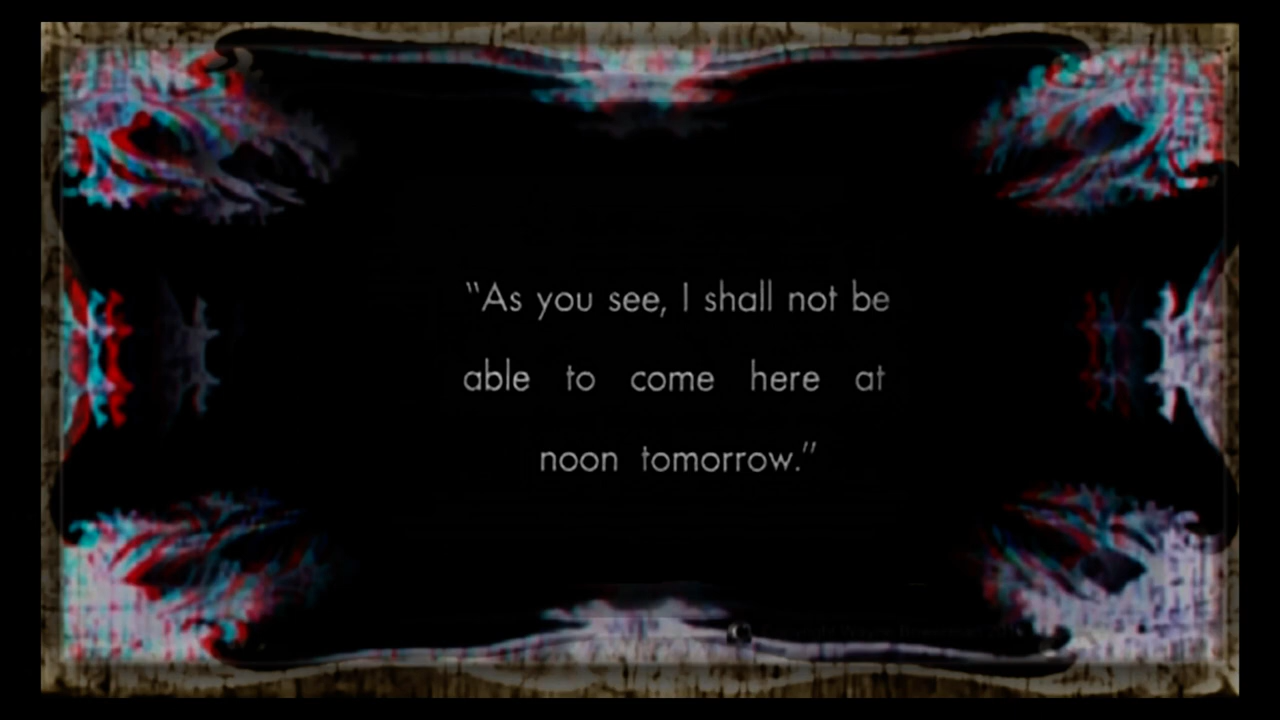 “As you see, I shall not be
able to come here at
noon tomorrow.”